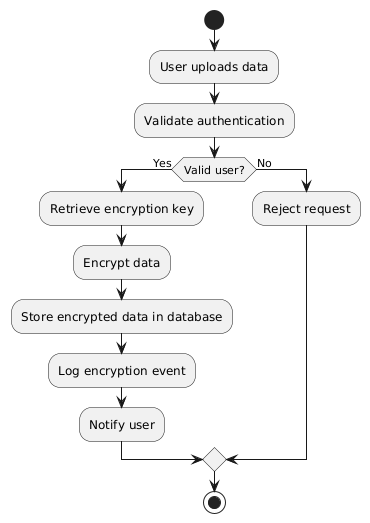 User uploads data
Validate authentication
Yes
Valid user?
No
Retrieve encryption key
Reject request
Encrypt data
Store encrypted data in database
Log encryption event
Notify user